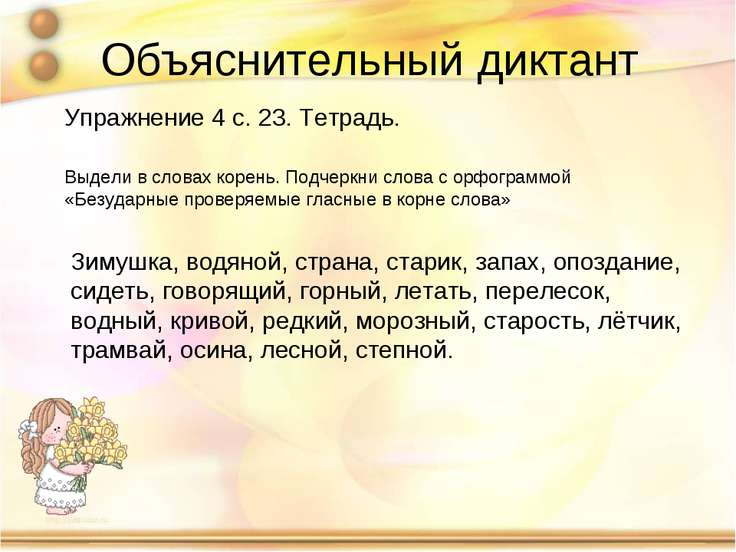 Объяснительный диктант
Упражнение 4 с. 23. Тетрадь.
Выдели в словах корень. Подчеркни слова с орфограммой
«Безударные проверяемые гласные в корне слова»
Зимушка, водяной, страна, старик, запах, опоздание,
сидеть, говорящий, горный, летать, перелесок,
водный, кривой, редкий, морозный, старость, лётчик,
трамвай, осина, лесной, степной.